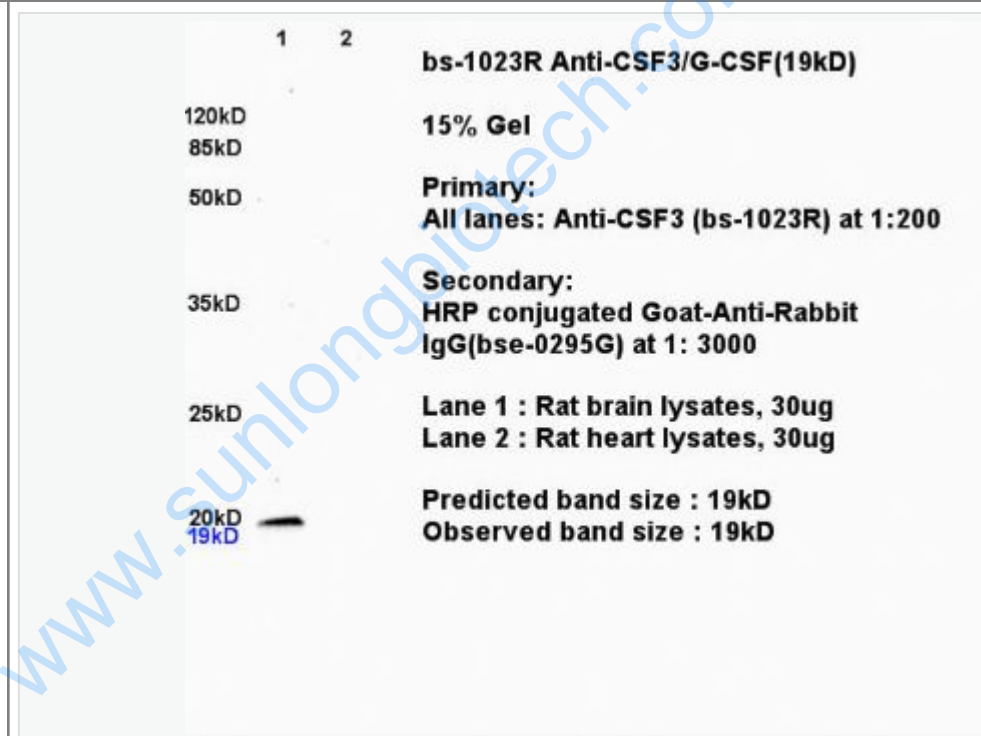 1 2
bs-1023R Anti-CSF3/G-CSF(19kD)
120kD
15% Gel
85kD
50kD
Primary:
All lanes: Anti-CSF3 (bs-1023R) at 1:200
Secondary:
35kD
HRP conjugated Goat-Anti-Rabbit
IgG(bse-0295G) at 1: 3000
25kD
Lane 1 : Rat brain lysates, 30ug
Lane 2 : Rat heart lysates, 30ug
Predicted band size : 19kD
20kD
Observed band size : 19kD
19kD
www.sunlongbiotech.com